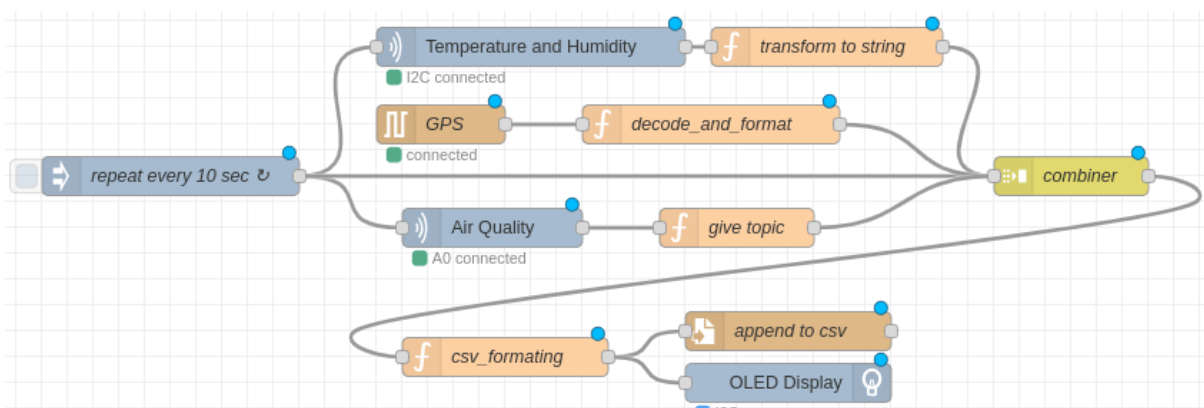 Temperature and Humidity
transform to string
I2C connected
GPS
decode_and_format
connected
repeat every 10 sec ↻
combiner
Air Quality
give topic
A0 connected
append to csv
csv_formating
OLED Display